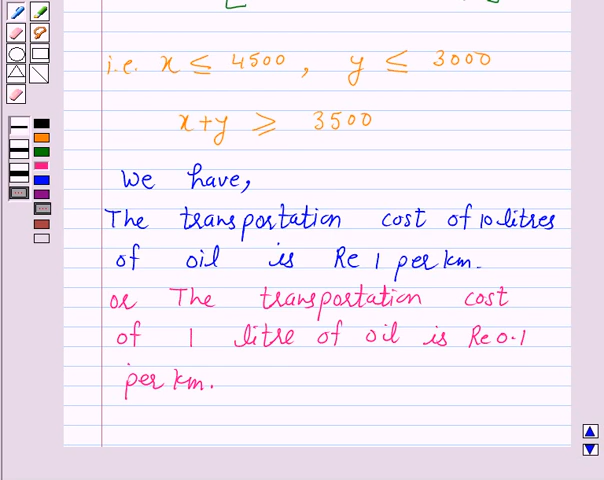 i.e. x ≤ 4500 , y ≤ 3000
x+y ≥ 3500
We have,
The transportation cost of 10 litres
of oil is Re 1 per km.
or The transportation cost
of 1 litre of oil is Re 0.1
per km.